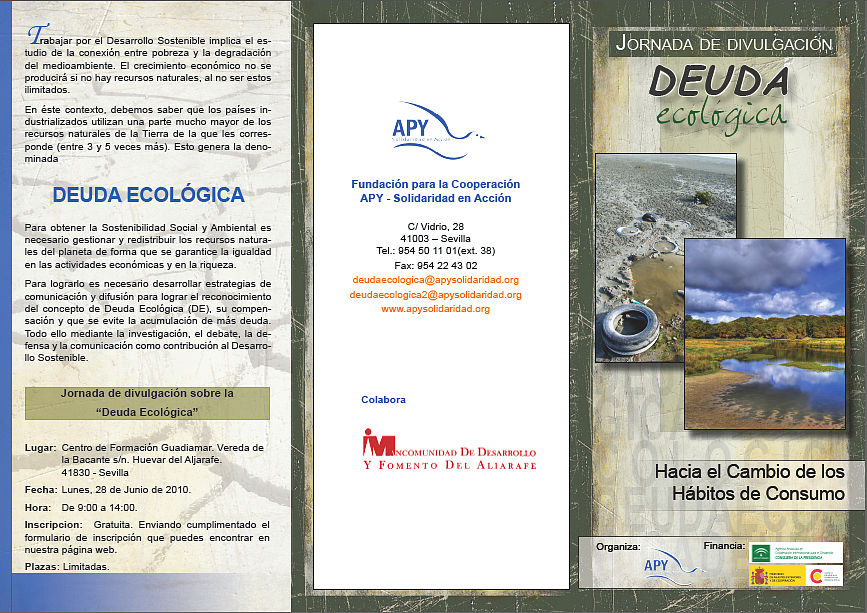 Trabajar por el Desarrollo Sostenible implica el es-
tudio de la conexión entre pobreza y la degradación
del medioambiente. El crecimiento económico no se
producirá si no hay recursos naturales, al no ser estos
ilimitados.
En éste contexto, debemos saber que los países in-
dustrializados utilizan una parte mucho mayor de los
recursos naturales de la Tierra de la que les corres-
ponde (entre 3 y 5 veces más). Esto genera la deno-
minada
DEUDA ECOLÓGICA
Para obtener la Sostenibilidad Social y Ambiental es
necesario gestionar y redistribuir los recursos natura-
les del planeta de forma que se garantice la igualdad
en las actividades económicas y en la riqueza.
Para lograrlo es necesario desarrollar estrategias de
comunicación y difusión para lograr el reconocimiento
del concepto de Deuda Ecológica (DE), su compen-
sación y que se evite la acumulación de más deuda.
Todo ello mediante la investigación, el debate, la de-
fensa y la comunicación como contribución al Desarro-
llo Sostenible.
Jornada de divulgación sobre la
“Deuda Ecológica”
Lugar: Centro de Formación Guadiamar. Vereda de
la Bacante s/n. Huevar del Aljarafe.
41830 - Sevilla
Fecha: Lunes, 28 de Junio de 2010.
Hora: De 9:00 a 14:00.
Inscripcion: Gratuita. Enviando cumplimentado el
formulario de inscripción que puedes encontrar en
nuestra página web.
Plazas: Limitadas.
APY
Solidaridad en Acción
Fundación para la Cooperación
APY - Solidaridad en Acción
C/ Vidrio, 28
41003 – Sevilla
Tel.: 954 50 11 01(ext. 38)
Fax: 954 22 43 02
deudaecologica@apysolidaridad.org
deudaecologica2@apysolidaridad.org
www.apysolidaridad.org
Colabora
MANCOMUNIDAD DE DESARROLLO
Y FOMENTO DEL ALJARAFE
JORNADA DE DIVULGACIÓN
DEUDA
ecológica
Hacia el Cambio de los
Hábitos de Consumo
Organiza:
APY
Financia:
CONSEJERÍA DE LA PRESIDENCIA